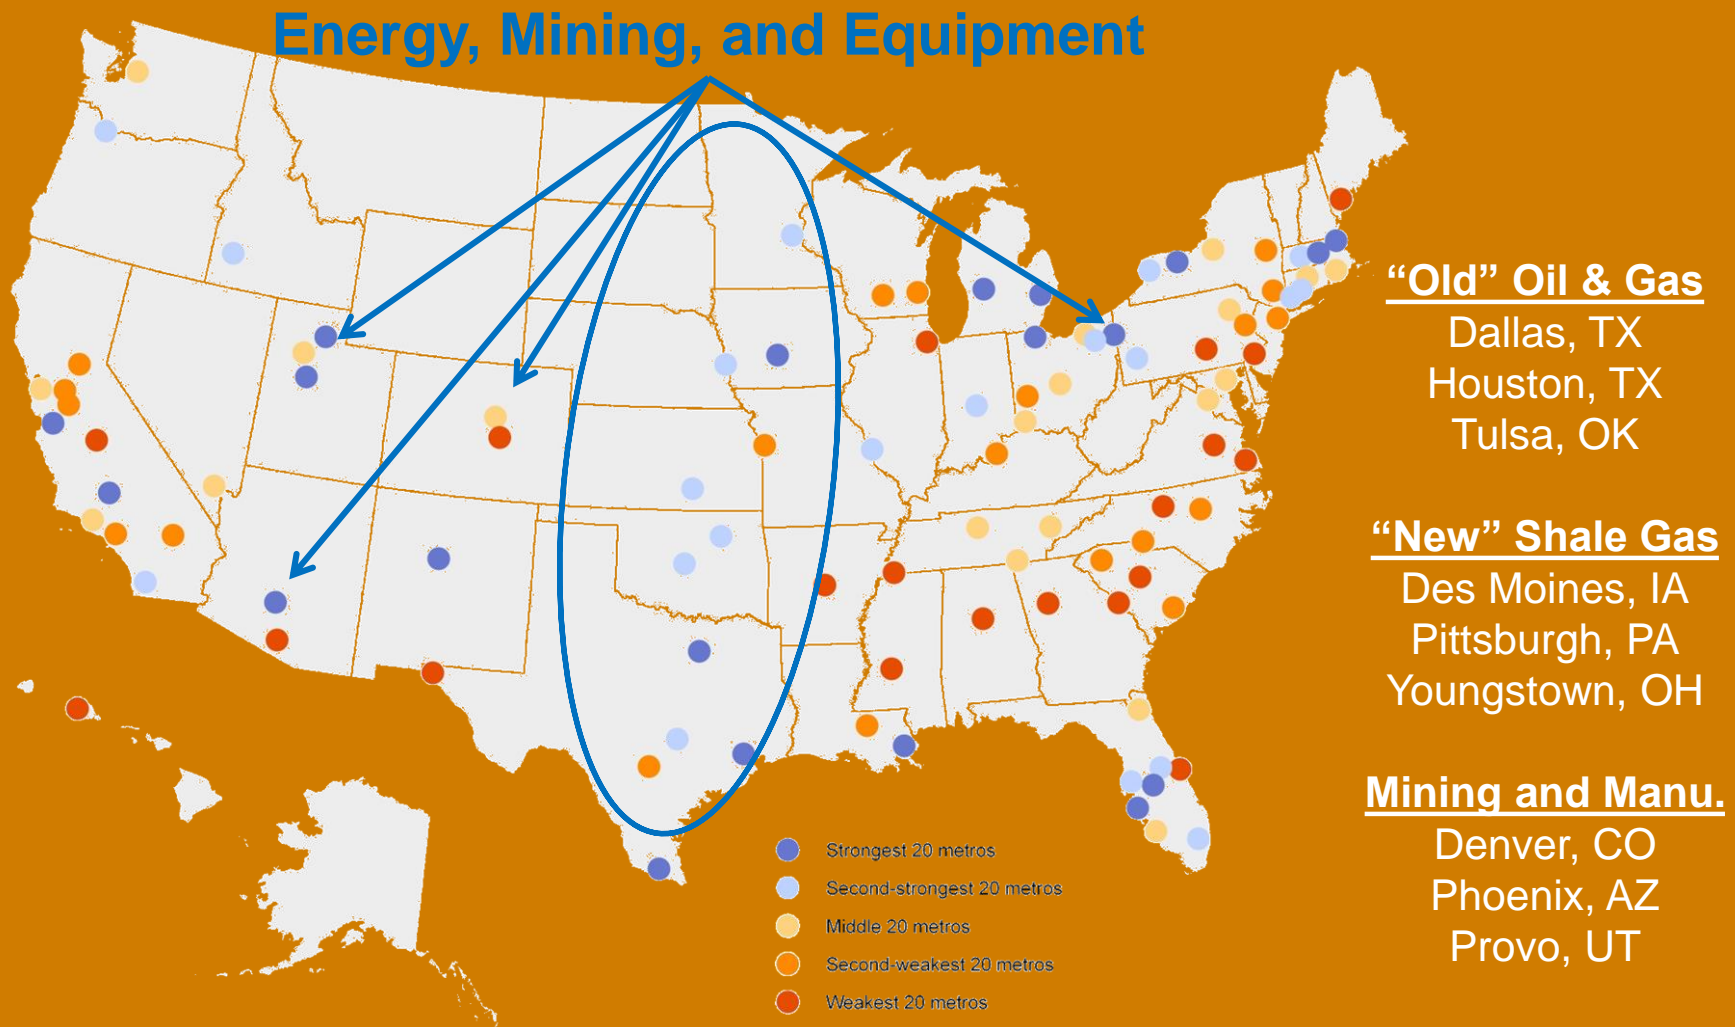 Energy, Mining, and Equipment
“Old” Oil & Gas
Dallas, TX
Houston, TX
Tulsa, OK
“New” Shale Gas
Des Moines, IA
Pittsburgh, PA
Youngstown, OH
Mining and Manu.
Denver, CO
Phoenix, AZ
Provo, UT
Strongest 20 metros
Second-strongest 20 metros
Middle 20 metros
Second-weakest 20 metros
Weakest 20 metros